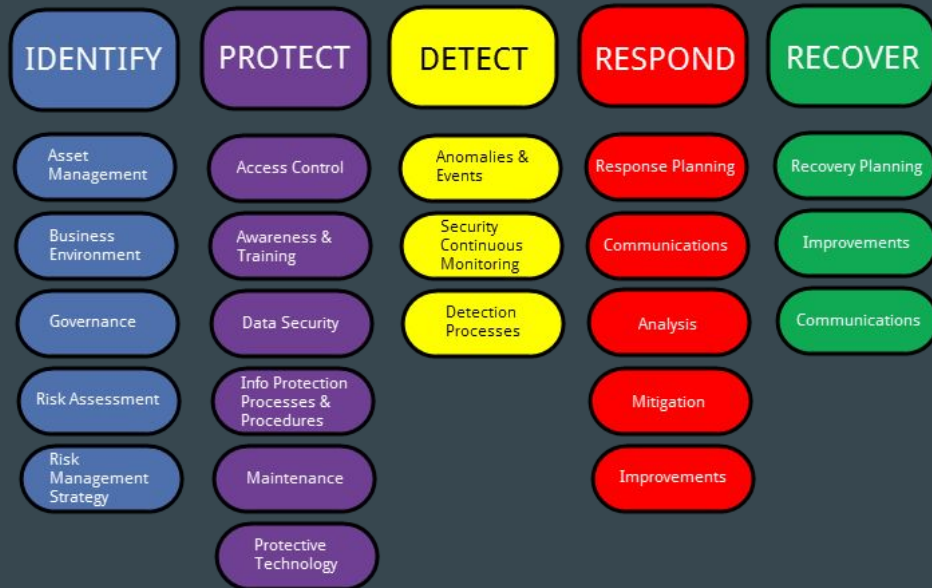 IDENTIFY
PROTECT
DETECT
RESPOND
RECOVER
Asset
Management
Business
Environment
Governance
Risk Assessment
Risk
Management
Strategy
Access Control
Awareness &
Training
Data Security
Info Protection
Processes &
Procedures
Maintenance
Protective
Technology
Anomalies &
Events
Security
Continuous
Monitoring
Detection
Processes
Response Planning
Communications
Analysis
Mitigation
Improvements
Recovery Planning
Improvements
Communications